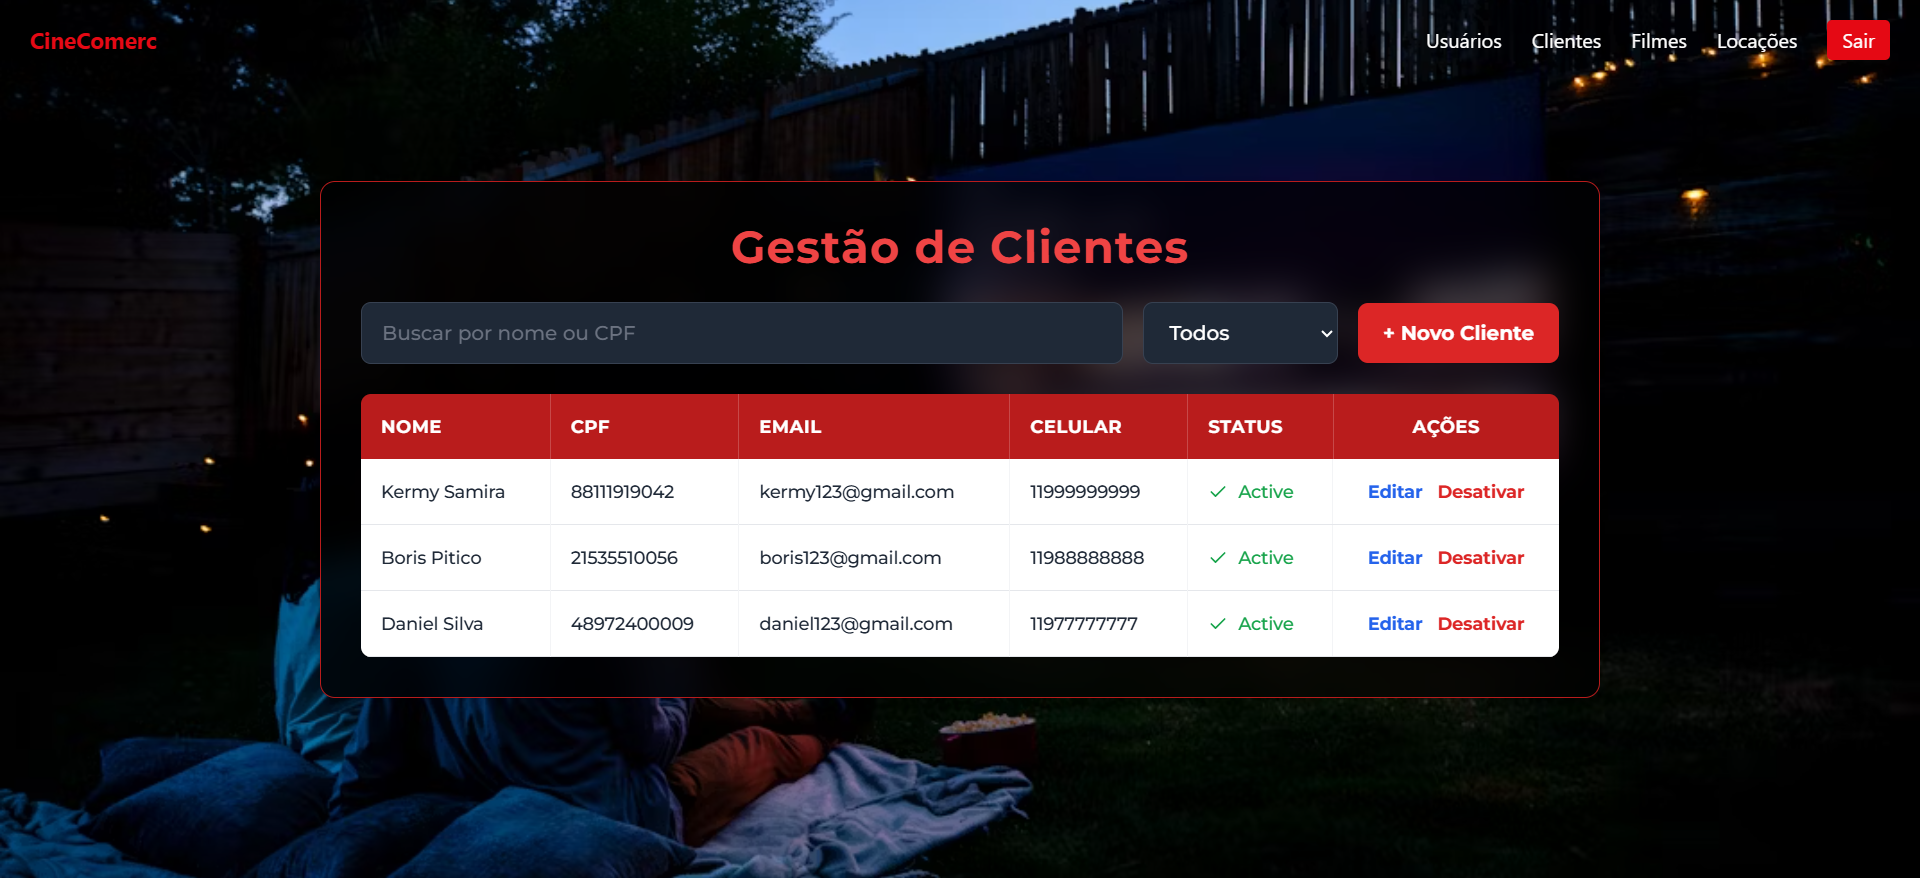 CineComerc
Usuários Clientes Filmes Locações Sair
Gestão de Clientes
Buscar por nome ou CPF Todos + Novo Cliente
NOME CPF EMAIL CELULAR STATUS AÇÕES
Kermy Samira 88111919042 kermy123@gmail.com 11999999999 ✓ Active Editar Desativar
Boris Pitico 21535510056 boris123@gmail.com 11988888888 ✓ Active Editar Desativar
Daniel Silva 48972400009 daniel123@gmail.com 11977777777 ✓ Active Editar Desativar